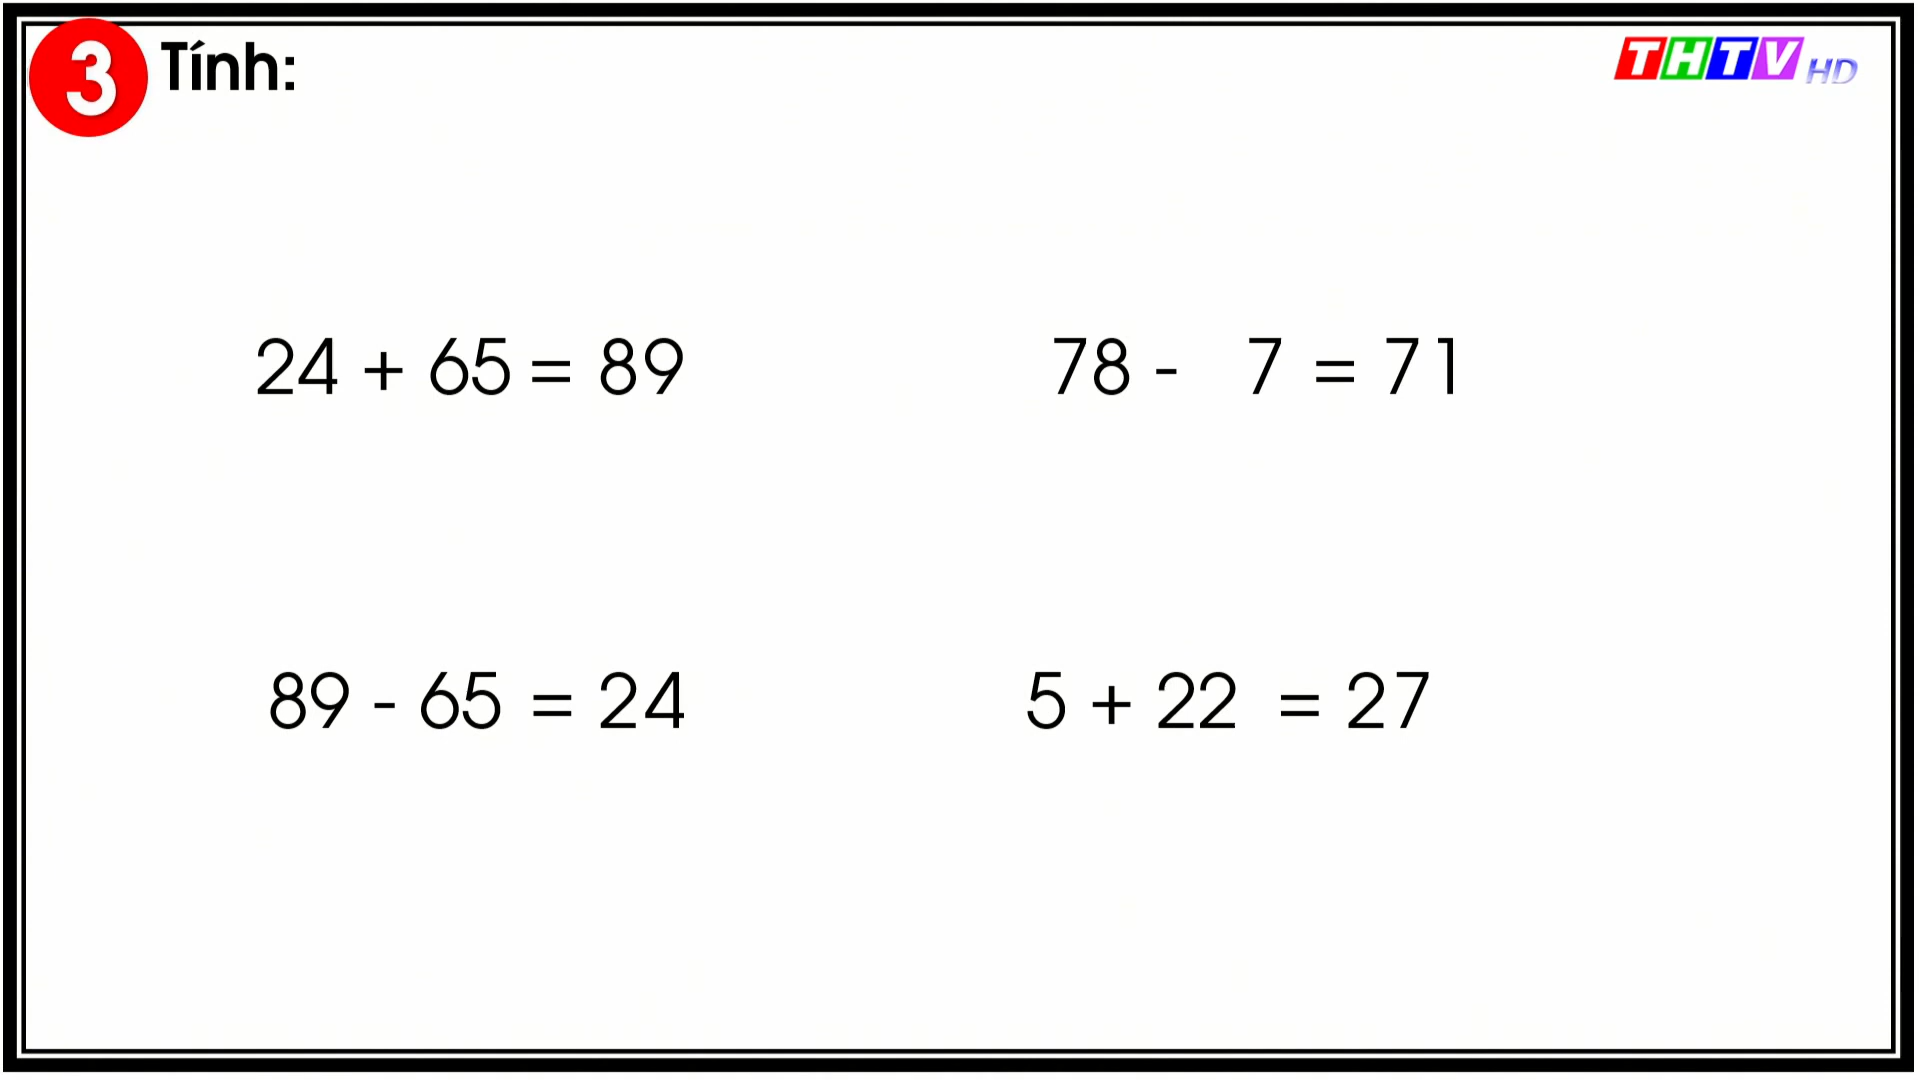 3 Tính:
THTV HD
24 + 65 = 89
78 - 7 = 71
89 - 65 = 24
5 + 22 = 27